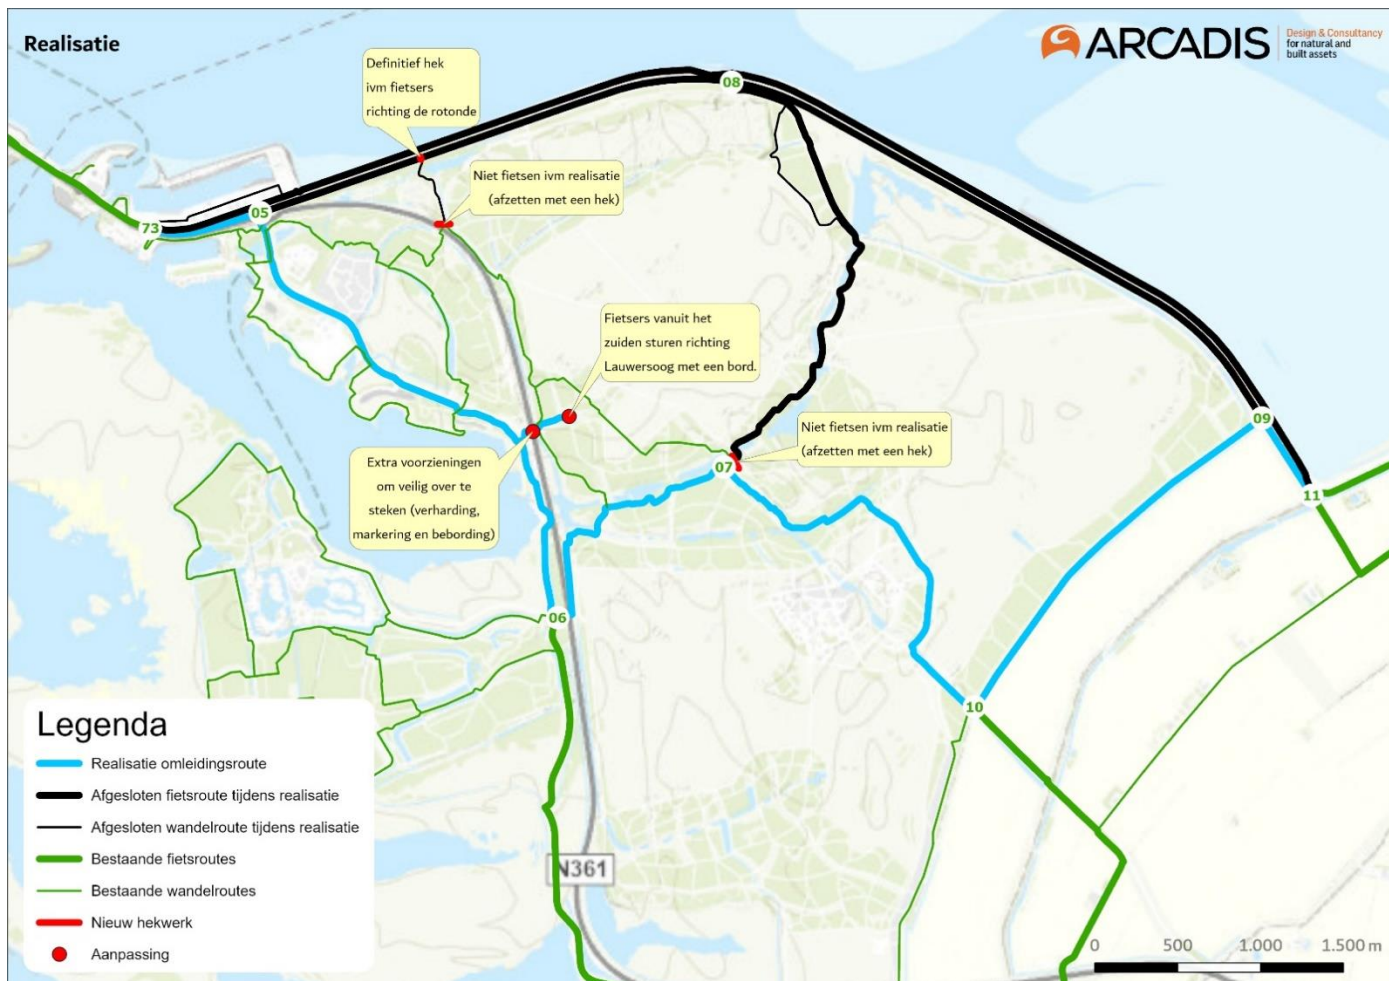 Realisatie
ARCADIS
Design & Consultancy
for natural and
built assets
Definitief hek
ivm fietsers
richting de rotonde
08
Niet fietsen ivm realisatie
(afzetten met een hek)
05
73
Fietsers vanuit het
zuiden sturen richting
Lauwersoog met een bord.
09
Niet fietsen ivm realisatie
(afzetten met een hek)
07
Extra voorzieningen
om veilig over te
steken (verharding,
markering en bebording)
11
06
10
Legenda
Realisatie omleidingsroute
Afgesloten fietsroute tijdens realisatie
Afgesloten wandelroute tijdens realisatie
Bestaande fietsroutes
Bestaande wandelroutes
Nieuw hekwerk
Aanpassing
N361
0 500 1.000 1.500 m